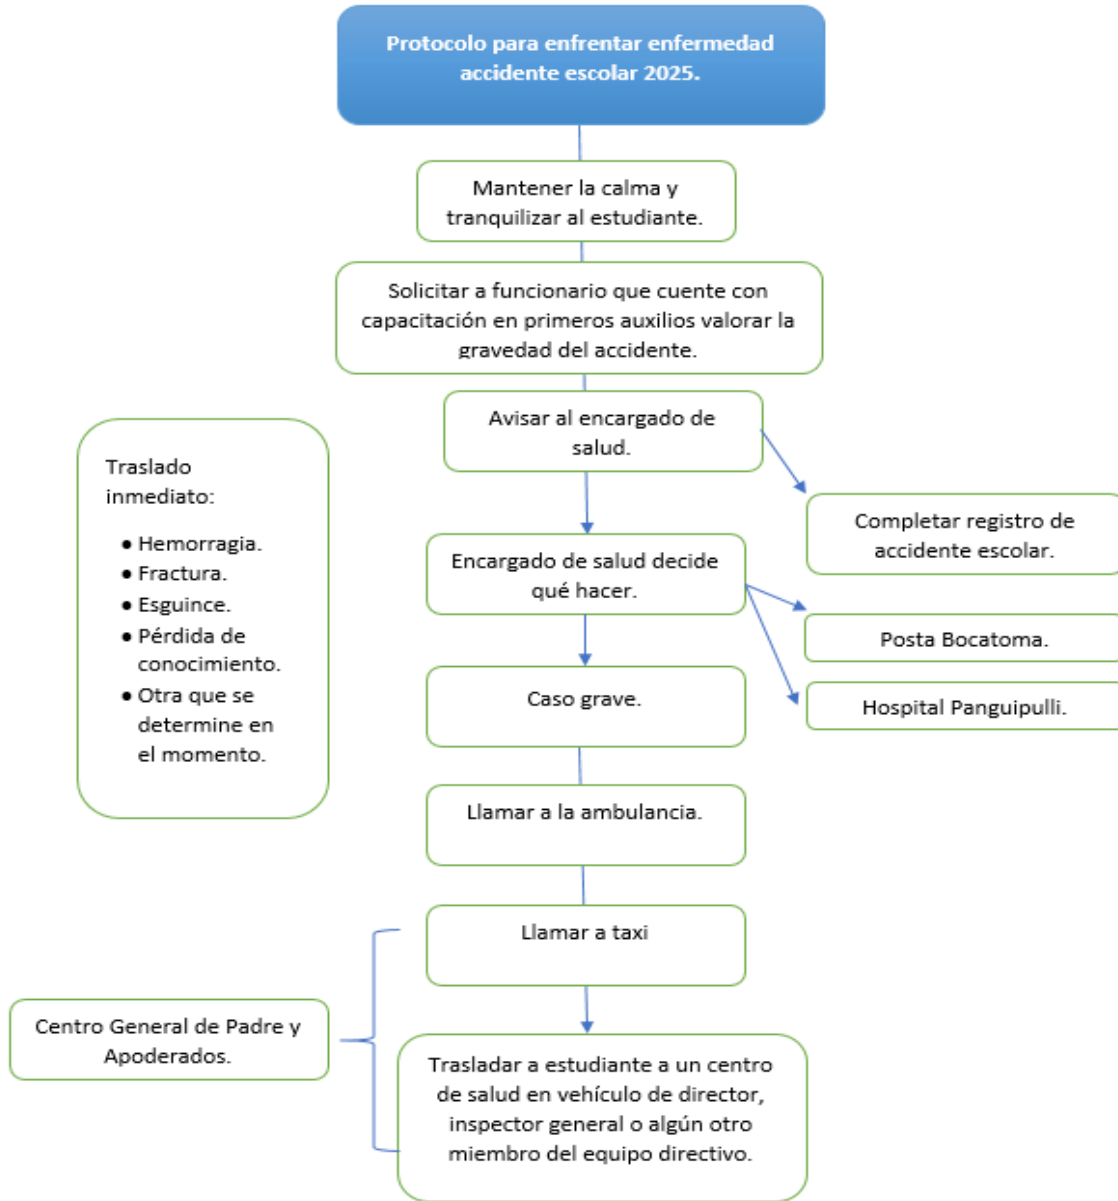 Protocolo para enfrentar enfermedad
accidente escolar 2025.
Mantener la calma y
tranquilizar al estudiante.
Solicitar a funcionario que cuente con
capacitación en primeros auxilios valorar la
gravedad del accidente.
Avisar al encargado de
salud.
Traslado
inmediato:
• Hemorragia.
• Fractura.
• Esguince.
• Pérdida de
conocimiento.
• Otra que se
determine en
el momento.
Completar registro de
accidente escolar.
Encargado de salud decide
qué hacer.
Posta Bocatoma.
Hospital Panguipulli.
Caso grave.
Llamar a la ambulancia.
Llamar a taxi
Centro General de Padre y
Apoderados.
Trasladar a estudiante a un centro
de salud en vehículo de director,
inspector general o algún otro
miembro del equipo directivo.